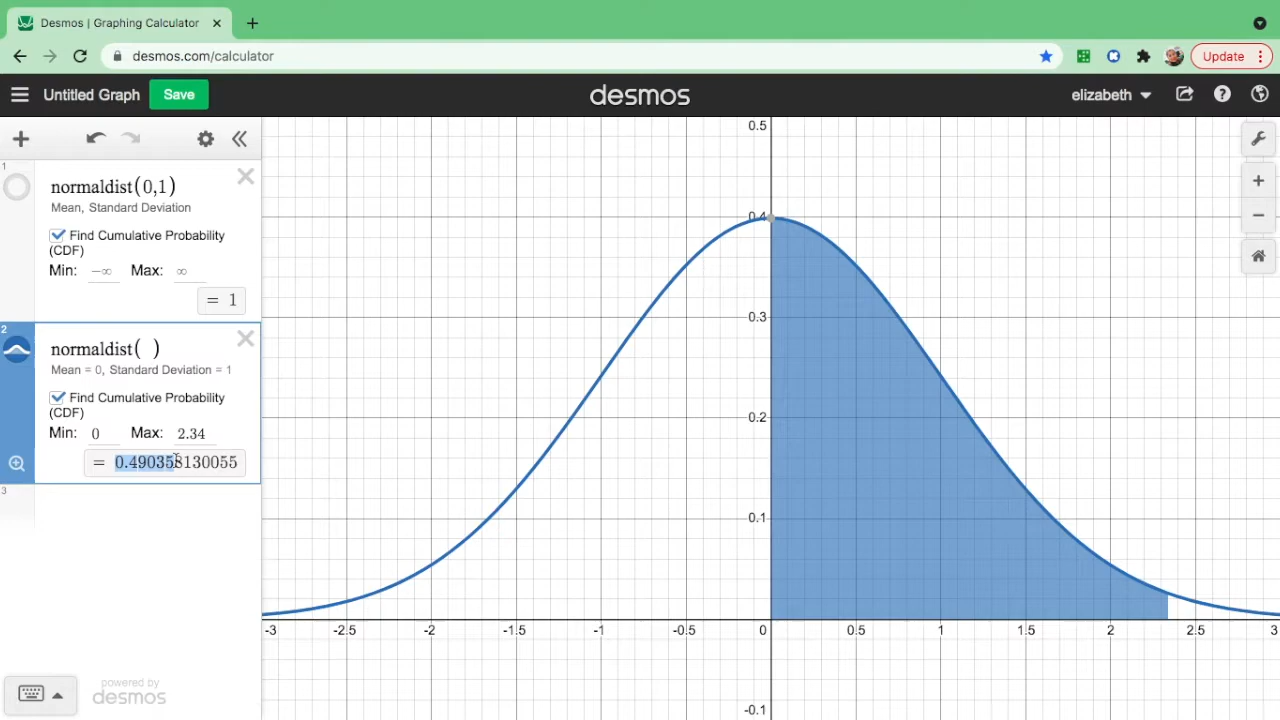 Desmos | Graphing Calculator
desmos.com/calculator
Update
Untitled Graph
Save
desmos
elizabeth
1
normaldist(0,1)
Mean, Standard Deviation
Find Cumulative Probability
(CDF)
Min: −∞ Max: ∞
= 1
2
normaldist( )
Mean = 0, Standard Deviation = 1
Find Cumulative Probability
(CDF)
Min: 0 Max: 2.34
= 0.490358130055
3
powered by
desmos
0.5
0.4
0.3
0.2
0.1
-3 -2.5 -2 -1.5 -1 -0.5 0 0.5 1 1.5 2 2.5 3
-0.1